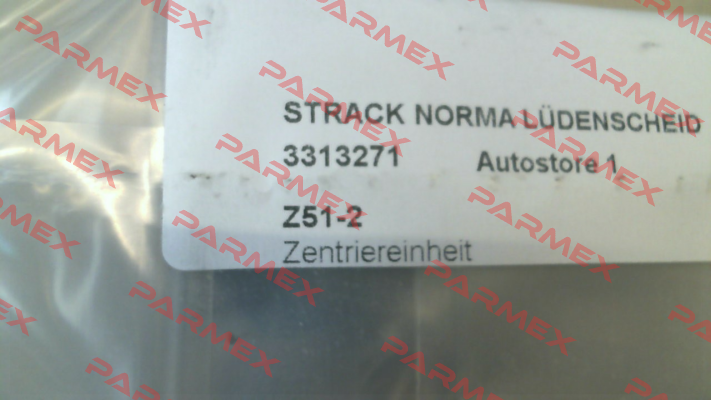 STRACK NORMA LÜDENSCHEID
3313271 Autostore 1
Z51-2
Zentriereinheit
PARMEX